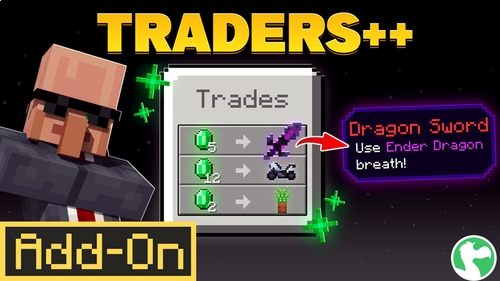 TRADERS++
Trades
5
12
2
Dragon Sword
Use Ender Dragon
breath!
Add-On